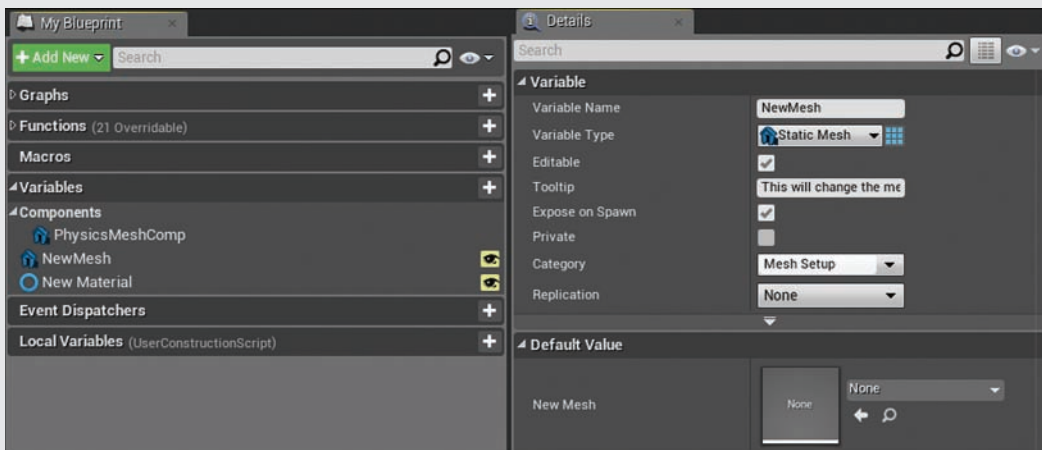 My Blueprint
+ Add New
Search
Graphs
Functions (21 Overridable)
Macros
Variables
Components
PhysicsMeshComp
NewMesh
New Material
Event Dispatchers
Local Variables (UserConstructionScript)
Details
Search
Variable
Variable Name NewMesh
Variable Type Static Mesh
Editable
Tooltip This will change the me
Expose on Spawn
Private
Category Mesh Setup
Replication None
Default Value
New Mesh None None